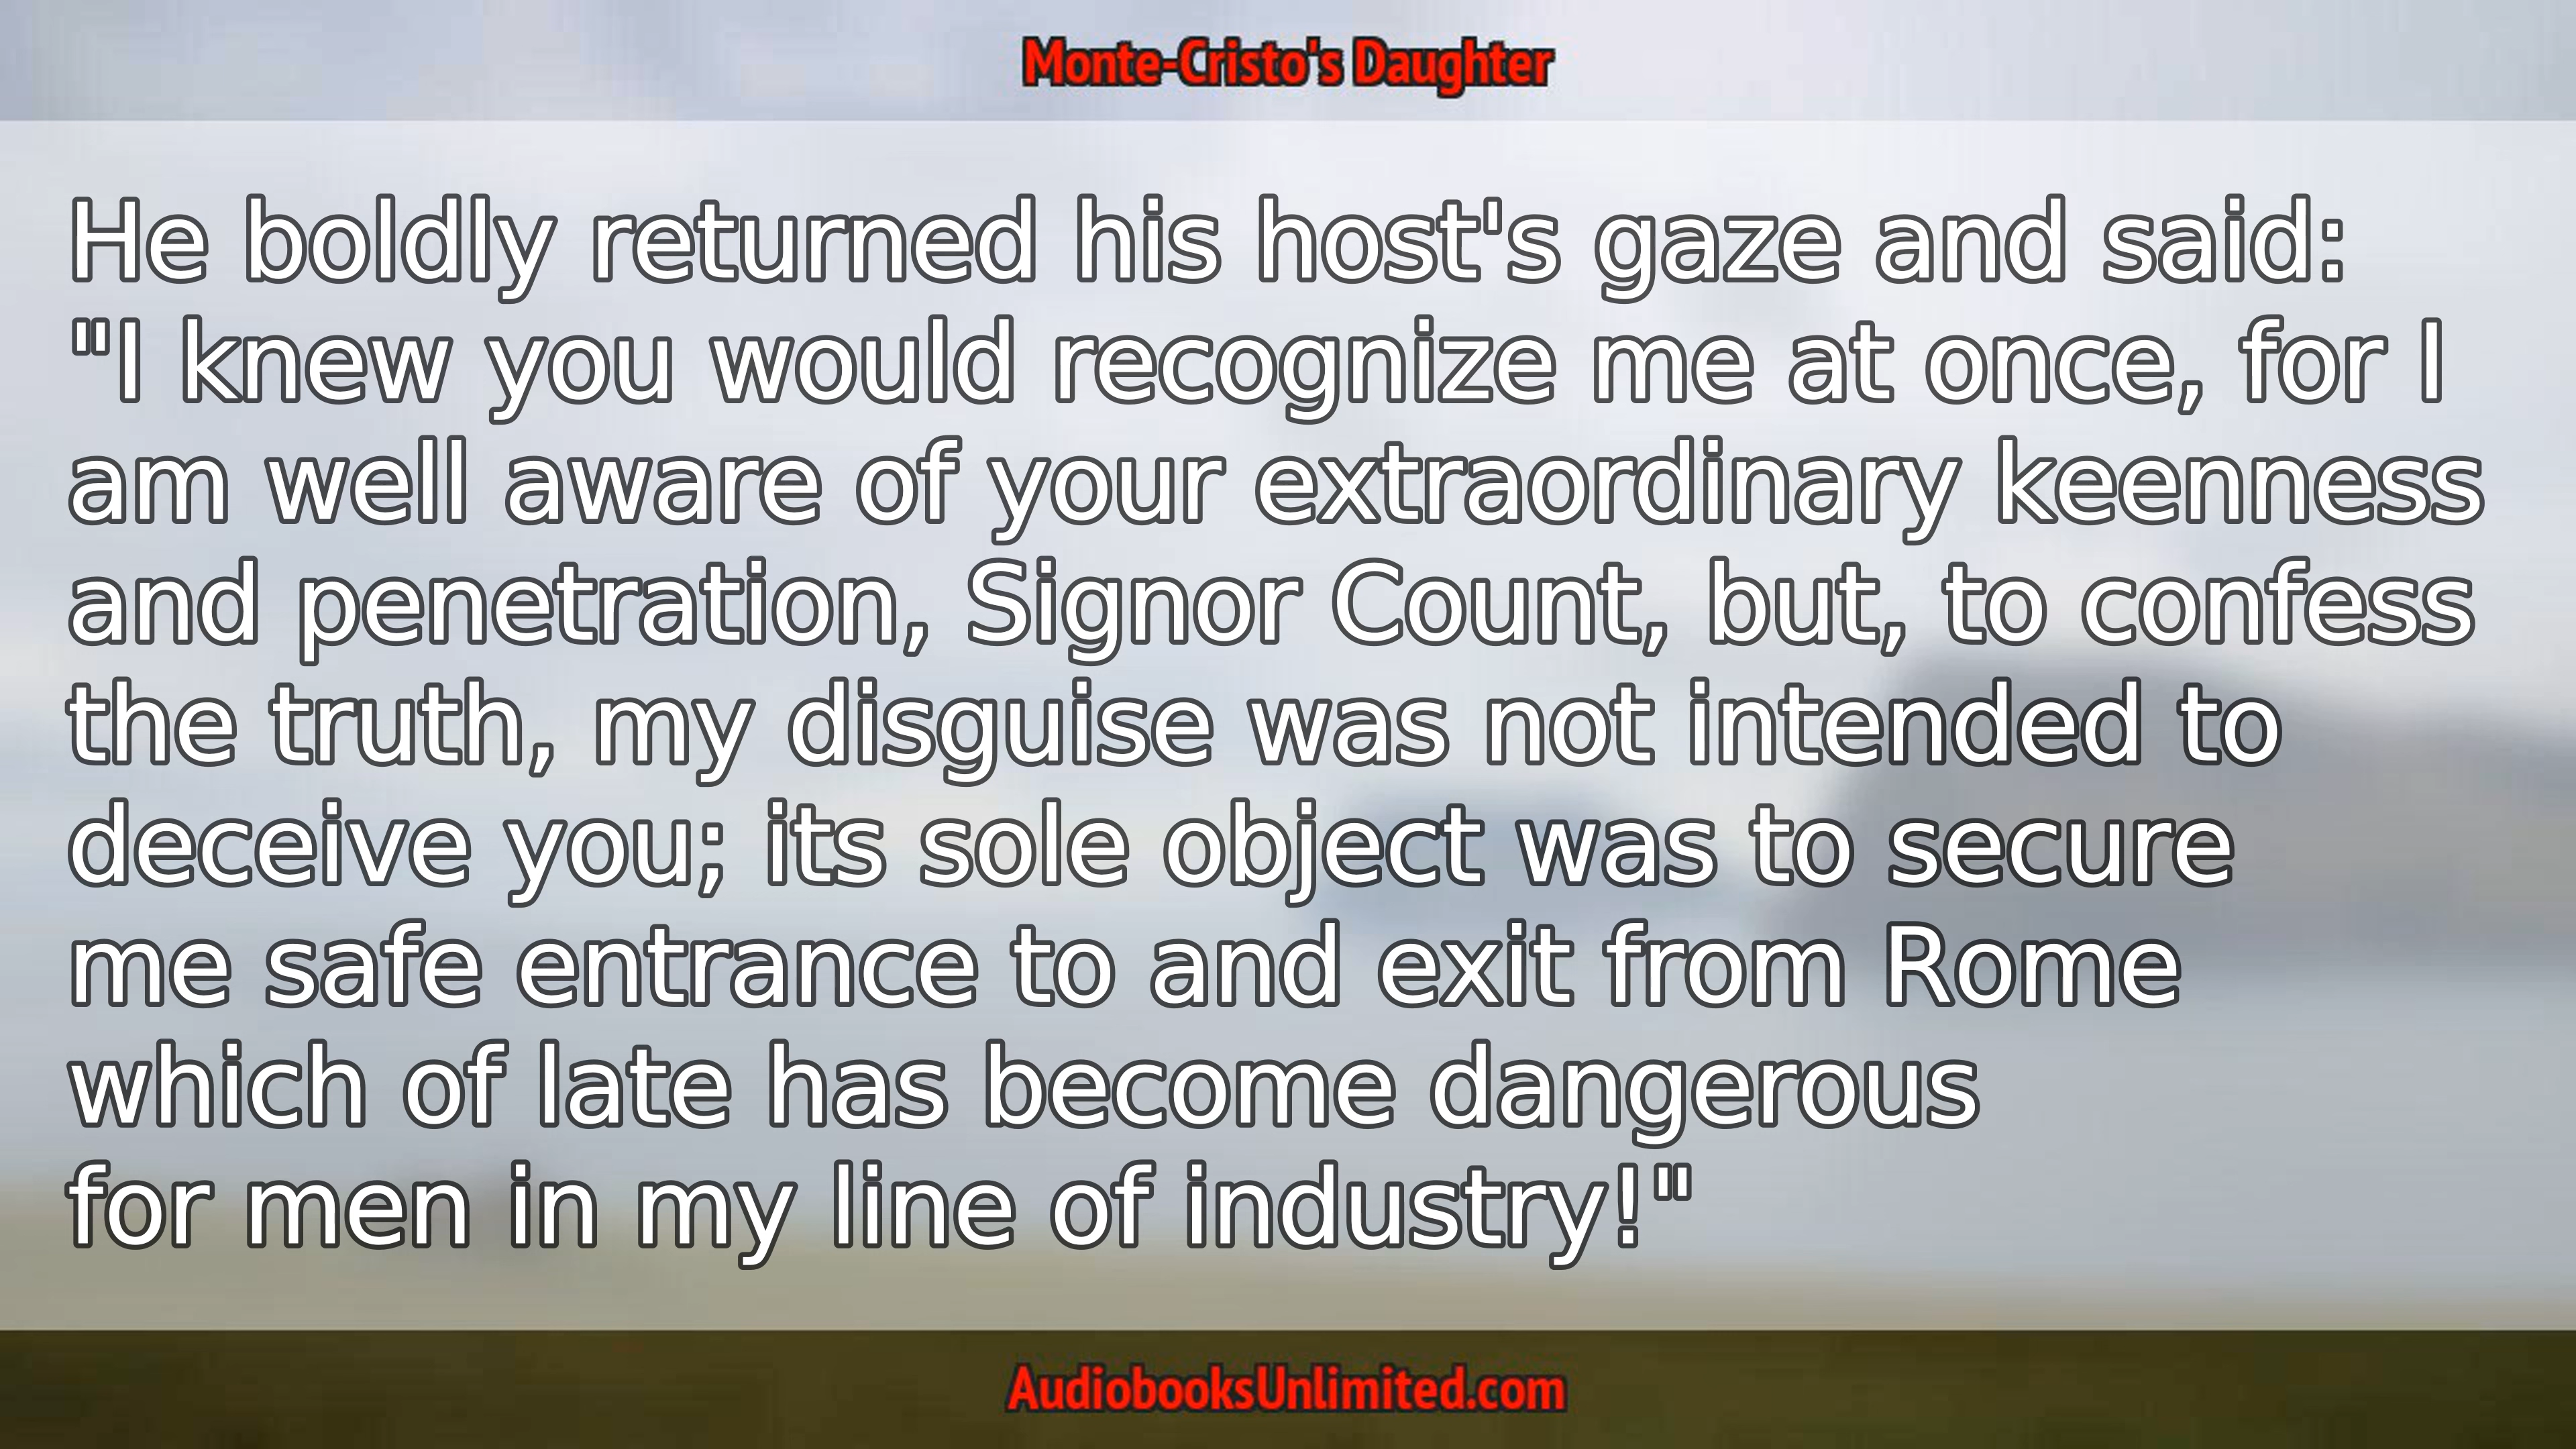 Monte-Cristo's Daughter
He boldly returned his host's gaze and said:
"I knew you would recognize me at once, for I
am well aware of your extraordinary keenness
and penetration, Signor Count, but, to confess
the truth, my disguise was not intended to
deceive you; its sole object was to secure
me safe entrance to and exit from Rome
which of late has become dangerous
for men in my line of industry!"
AudiobooksUnlimited.com